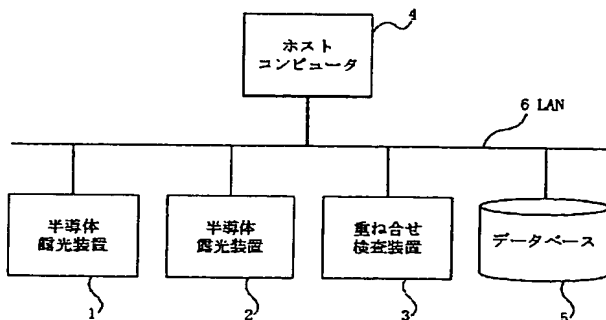 4
ホスト
コンピュータ
6 LAN
半導体
露光装置
半導体
露光装置
重ね合せ
検査装置
データベース
1
2
3
5